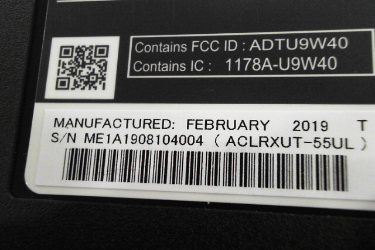 Contains FCC ID : ADTU9W40
Contains IC : 1178A-U9W40
MANUFACTURED: FEBRUARY 2019 T
S/N ME1A1908104004 ( ACLRXUT-55UL )